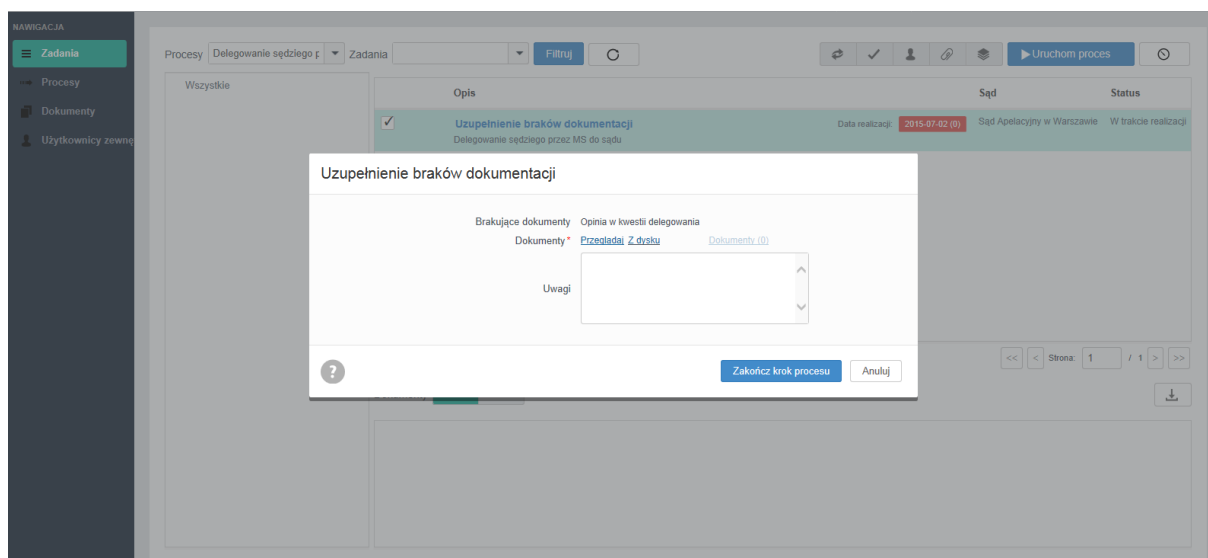 NAWIGACJA
Zadania
Procesy
Dokumenty
Użytkownicy zewnę
Procesy Delegowanie sędziego p Zadania Filtruj Uruchom proces
Wszystkie
Opis Sąd Status
Uzupełnienie braków dokumentacji Data realizacji: 2015-07-02 (0) Sąd Apelacyjny w Warszawie W trakcie realizacji
Delegowanie sędziego przez MS do sądu
Uzupełnienie braków dokumentacji
Brakujące dokumenty Opinia w kwestii delegowania
Dokumenty* Przeglądaj Z dysku Dokumenty (0)
Uwagi
<< < Strona: 1 / 1 > >>
? Zakończ krok procesu Anuluj